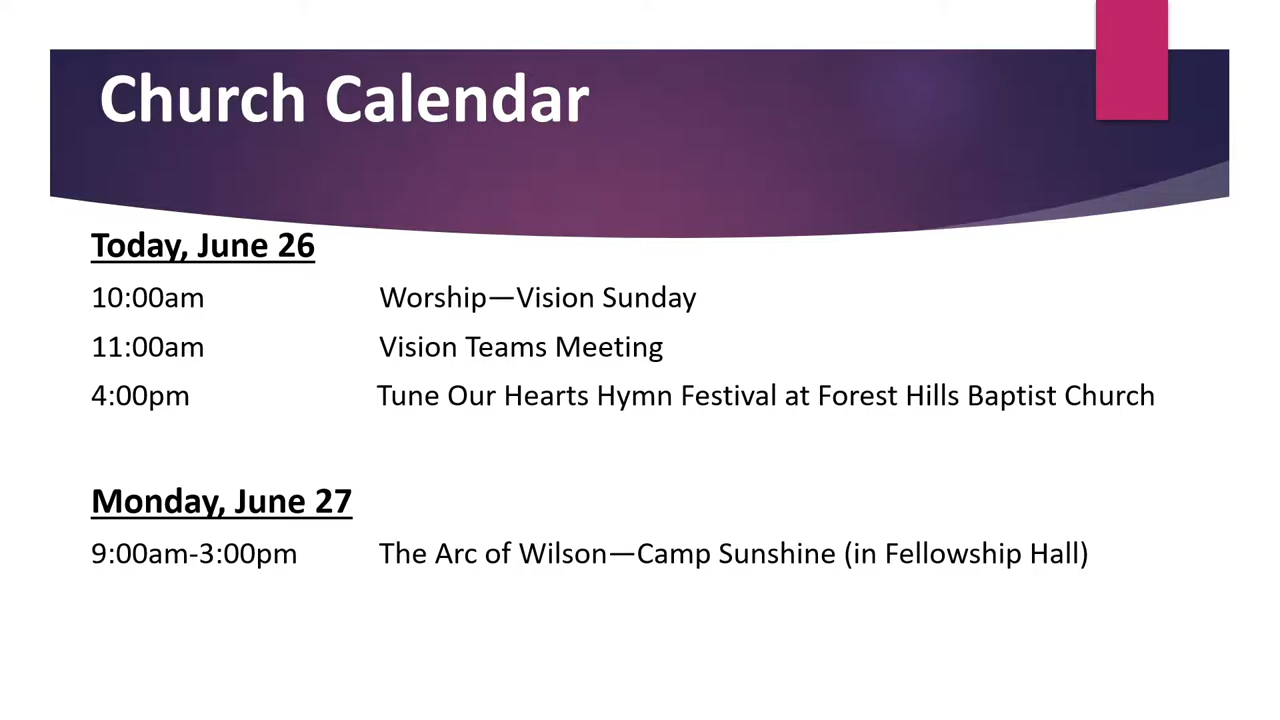 Church Calendar
Today, June 26
10:00am Worship—Vision Sunday
11:00am Vision Teams Meeting
4:00pm Tune Our Hearts Hymn Festival at Forest Hills Baptist Church
Monday, June 27
9:00am-3:00pm The Arc of Wilson—Camp Sunshine (in Fellowship Hall)